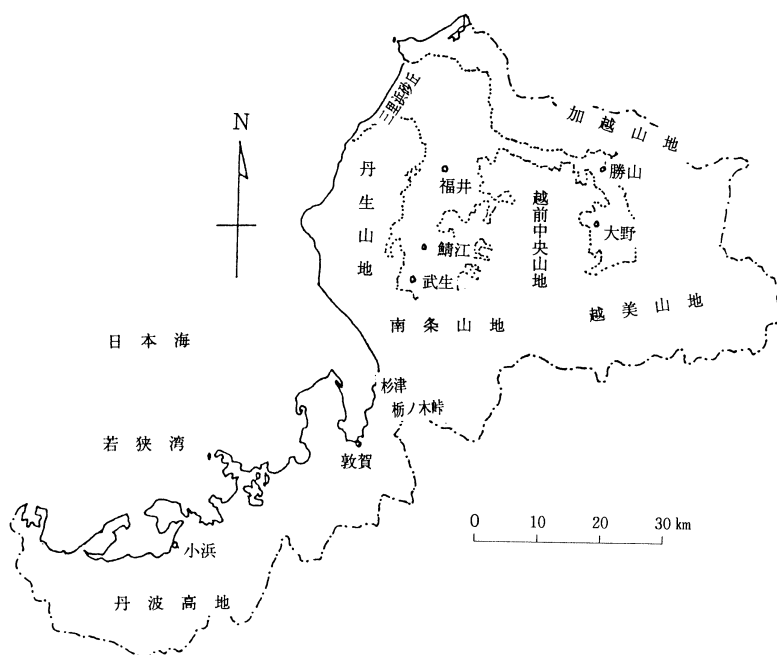 三里浜砂丘
加越山地
N
丹生山地
福井
勝山
越前中央山地
大野
鯖江
武生
南条山地
越美山地
日本海
杉津
栃ノ木峠
若狭湾
敦賀
0 10 20 30 km
小浜
丹波高地